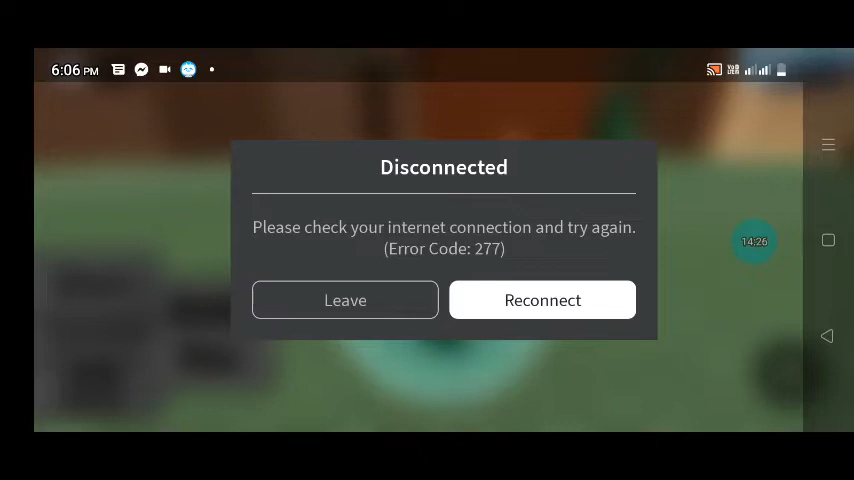 6:06 PM
Disconnected
Please check your internet connection and try again.
(Error Code: 277)
Leave
Reconnect
14:26